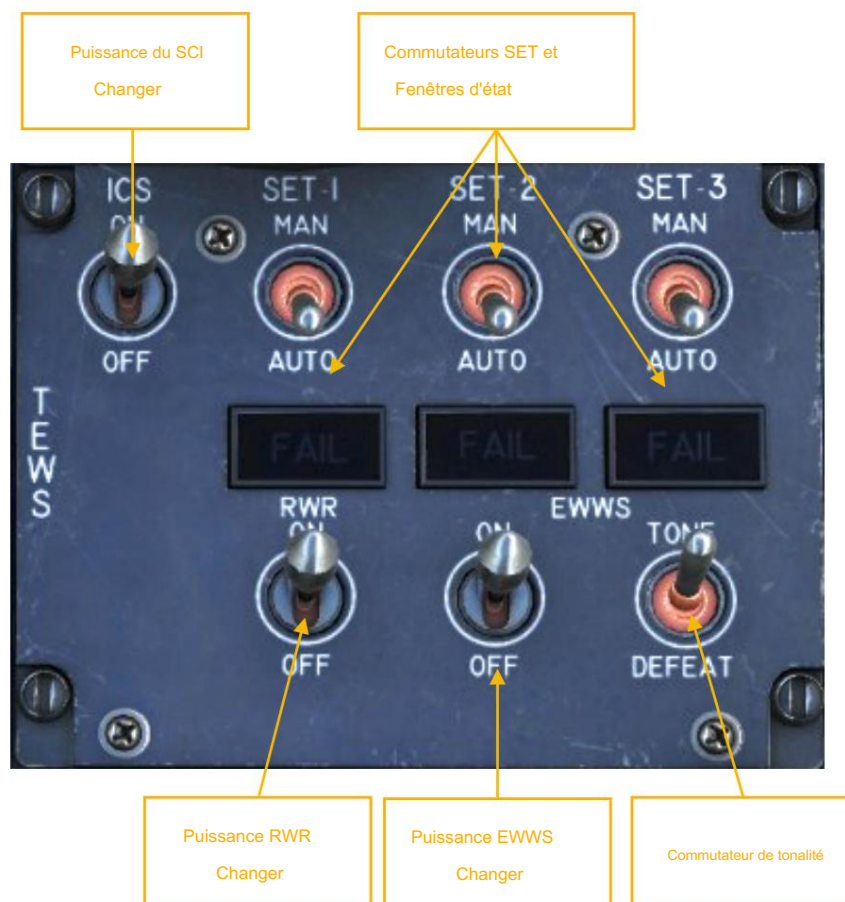 Puissance du SCI
Changer
Commutateurs SET et
Fenêtres d'état
ICS SET-1 SET-2 SET-3
ON MAN MAN MAN
OFF AUTO AUTO AUTO
TEWS
FAIL FAIL FAIL
RWR EWWS
ON ON TONE
OFF OFF DEFEAT
Puissance RWR
Changer
Puissance EWWS
Changer
Commutateur de tonalité